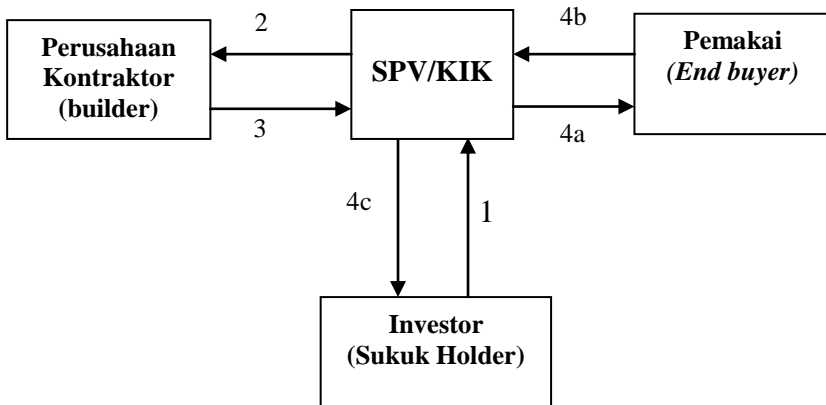 Perusahaan
Kontraktor
(builder)
2
3
SPV/KIK
4b
4a
Pemakai
(End buyer)
4c
1
Investor
(Sukuk Holder)